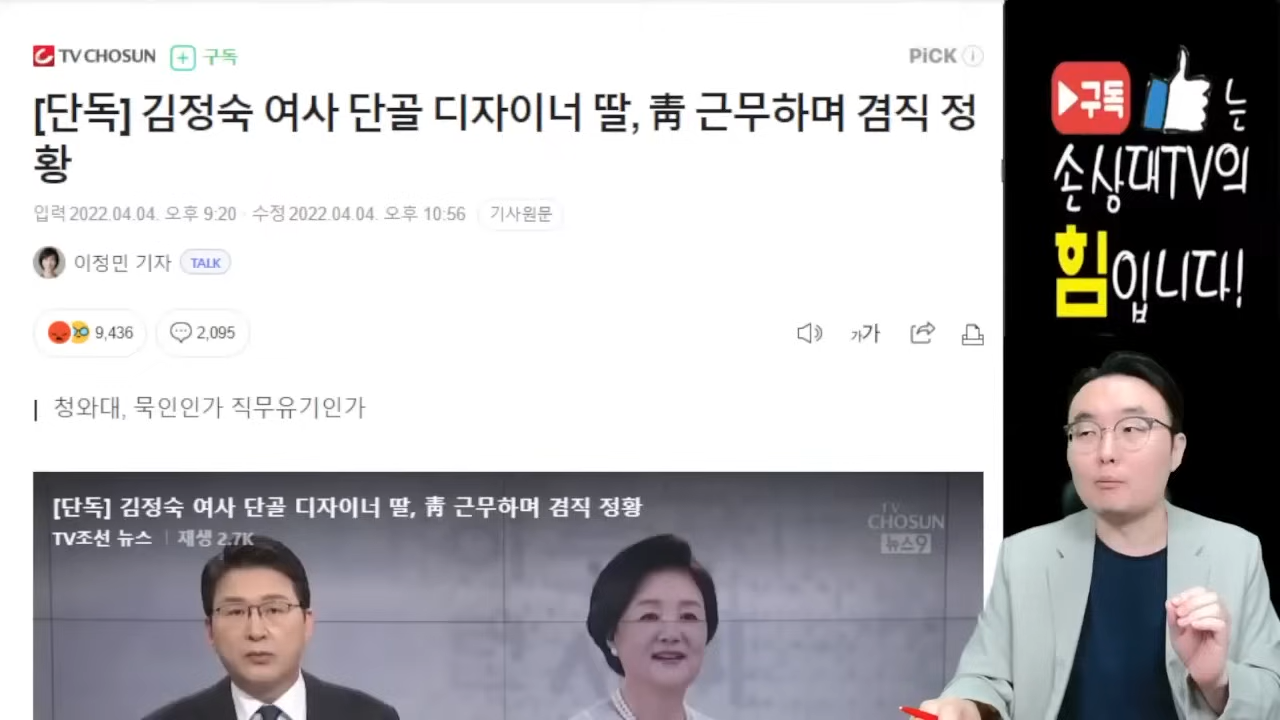 TV CHOSUN 구독
PiCK
[단독] 김정숙 여사 단골 디자이너 딸, 靑 근무하며 겸직 정
황
입력 2022.04.04. 오후 9:20 · 수정 2022.04.04. 오후 10:56 기사원문
이정민 기자 TALK
9,436 2,095
가가
청와대, 묵인인가 직무유기인가
[단독] 김정숙 여사 단골 디자이너 딸, 靑 근무하며 겸직 정황
TV조선 뉴스 | 재생 2.7K
TV
CHOSUN
뉴스9
구독 는
손상대TV의
힘입니다!